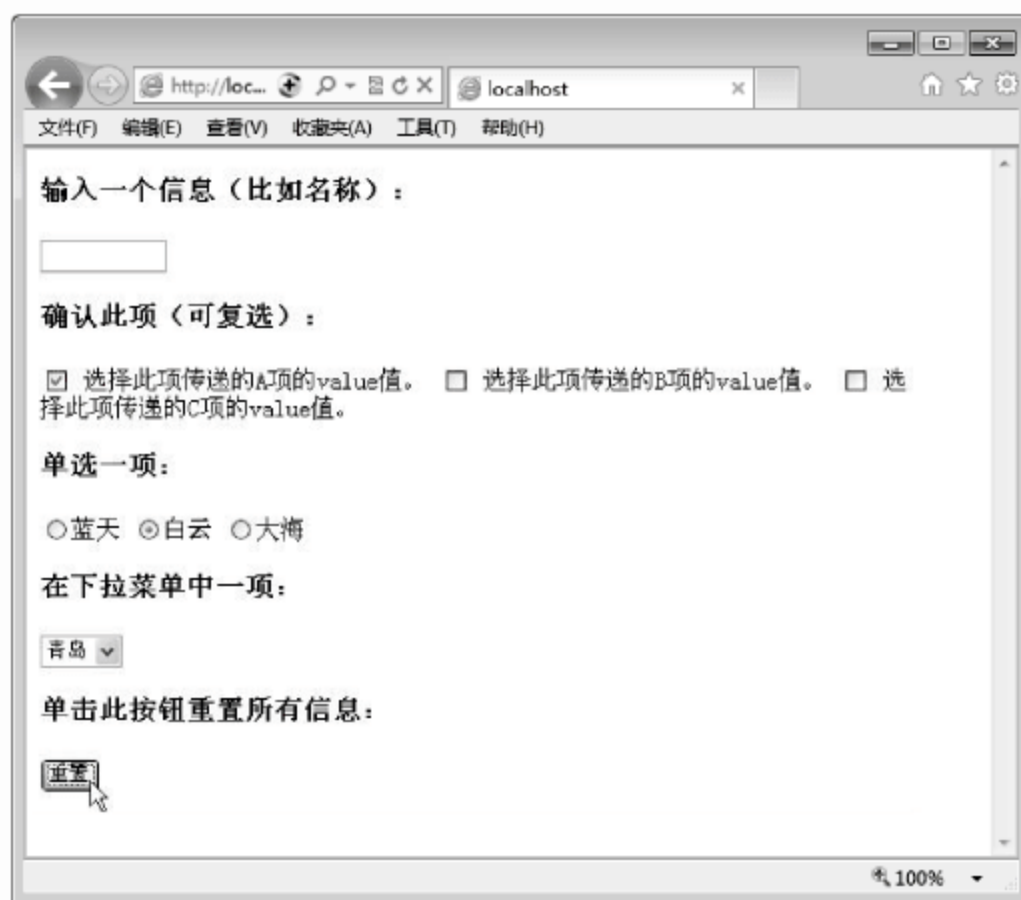 http://loc... localhost
文件(F) 编辑(E) 查看(V) 收藏夹(A) 工具(T) 帮助(H)
输入一个信息（比如名称）：
确认此项（可复选）：
选择此项传递的A项的value值。 选择此项传递的B项的value值。 选
择此项传递的C项的value值。
单选一项：
蓝天 白云 大海
在下拉菜单中一项：
青岛
单击此按钮重置所有信息：
重置
100%